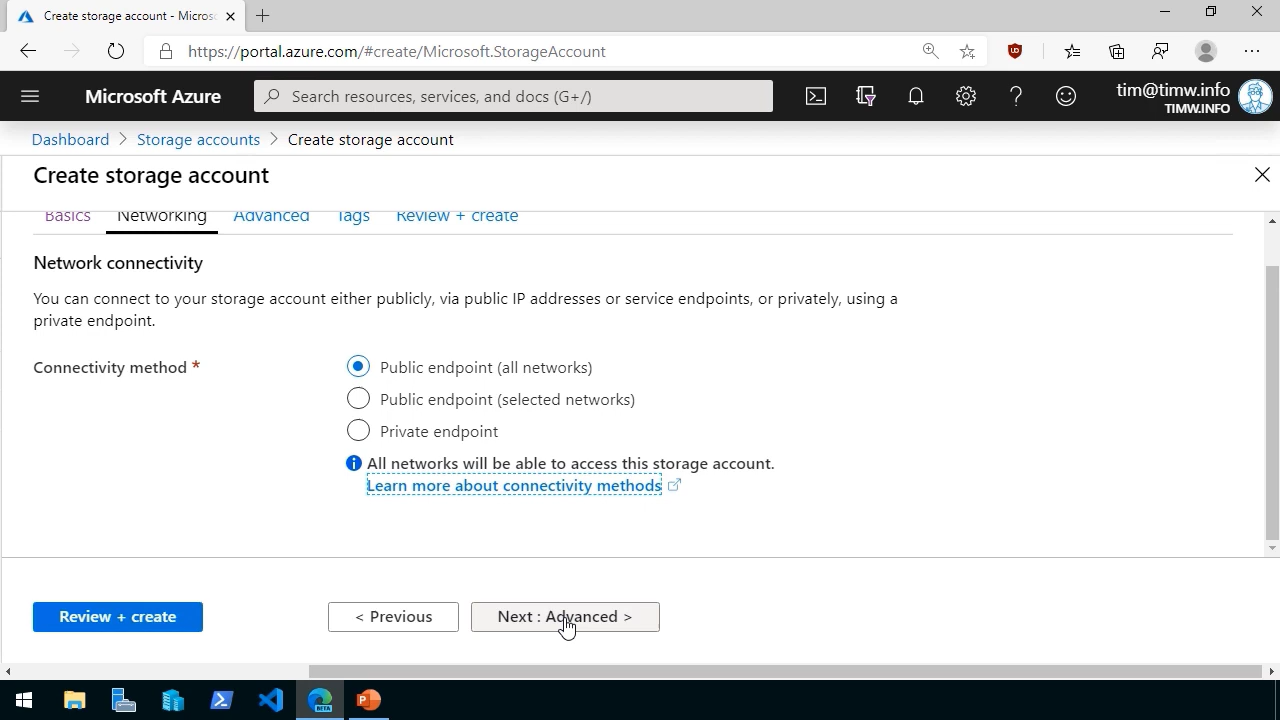 Create storage account - Micros
https://portal.azure.com/#create/Microsoft.StorageAccount
Microsoft Azure
Search resources, services, and docs (G+/)
tim@timw.info
TIMW.INFO
Dashboard > Storage accounts > Create storage account
Create storage account
Basics Networking Advanced Tags Review + create
Network connectivity
You can connect to your storage account either publicly, via public IP addresses or service endpoints, or privately, using a
private endpoint.
Connectivity method *
Public endpoint (all networks)
Public endpoint (selected networks)
Private endpoint
All networks will be able to access this storage account.
Learn more about connectivity methods
Review + create
< Previous
Next : Advanced >
BETA